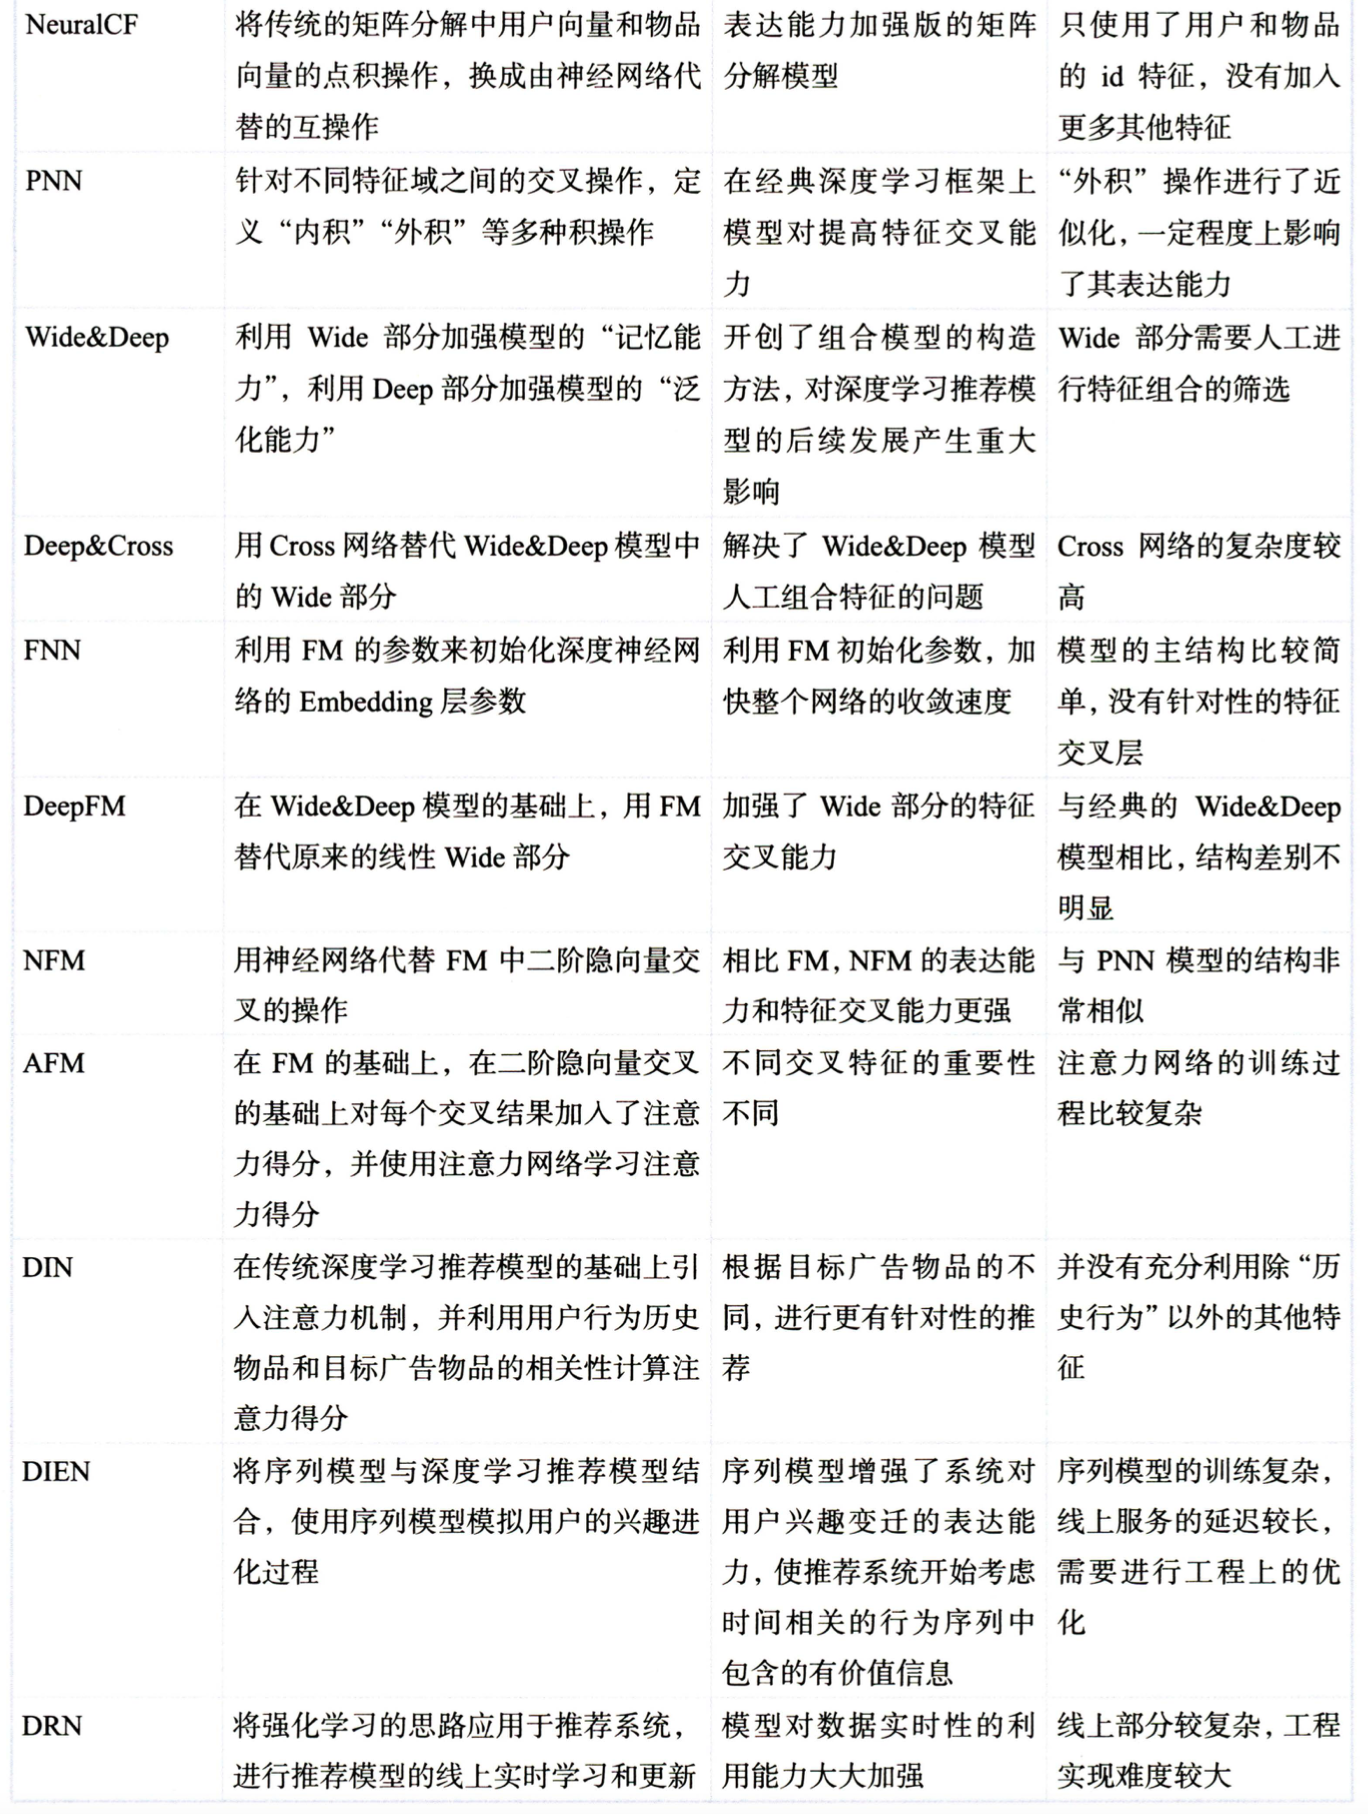 NeuralCF
将传统的矩阵分解中用户向量和物品
向量的点积操作，换成由神经网络代
替的互操作
表达能力加强版的矩阵
分解模型
只使用了用户和物品
的 id 特征，没有加入
更多其他特征
PNN
针对不同特征域之间的交叉操作，定
义“内积”“外积”等多种积操作
在经典深度学习框架上
模型对提高特征交叉能
力
“外积”操作进行了近
似化，一定程度上影响
了其表达能力
Wide&Deep
利用 Wide 部分加强模型的“记忆能
力”，利用 Deep 部分加强模型的“泛
化能力”
开创了组合模型的构造
方法，对深度学习推荐模
型的后续发展产生重大
影响
Wide 部分需要人工进
行特征组合的筛选
Deep&Cross
用 Cross 网络替代 Wide&Deep 模型中
的 Wide 部分
解决了 Wide&Deep 模型
人工组合特征的问题
Cross 网络的复杂度较
高
FNN
利用 FM 的参数来初始化深度神经网
络的 Embedding 层参数
利用 FM 初始化参数，加
快整个网络的收敛速度
模型的主结构比较简
单，没有针对性的特征
交叉层
DeepFM
在 Wide&Deep 模型的基础上，用 FM
替代原来的线性 Wide 部分
加强了 Wide 部分的特征
交叉能力
与经典的 Wide&Deep
模型相比，结构差别不
明显
NFM
用神经网络代替 FM 中二阶隐向量交
叉的操作
相比 FM，NFM 的表达能
力和特征交叉能力更强
与 PNN 模型的结构非
常相似
AFM
在 FM 的基础上，在二阶隐向量交叉
的基础上对每个交叉结果加入了注意
力得分，并使用注意力网络学习注意
力得分
不同交叉特征的重要性
不同
注意力网络的训练过
程比较复杂
DIN
在传统深度学习推荐模型的基础上引
入注意力机制，并利用用户行为历史
物品和目标广告物品的相关性计算注
意力得分
根据目标广告物品的不
同，进行更有针对性的推
荐
并没有充分利用除“历
史行为”以外的其他特
征
DIEN
将序列模型与深度学习推荐模型结
合，使用序列模型模拟用户的兴趣进
化过程
序列模型增强了系统对
用户兴趣变迁的表达能
力，使推荐系统开始考虑
时间相关的行为序列中
包含的有价值信息
序列模型的训练复杂，
线上服务的延迟较长，
需要进行工程上的优
化
DRN
将强化学习的思路应用于推荐系统，
进行推荐模型的线上实时学习和更新
模型对数据实时性的利
用能力大大加强
线上部分较复杂，工程
实现难度较大